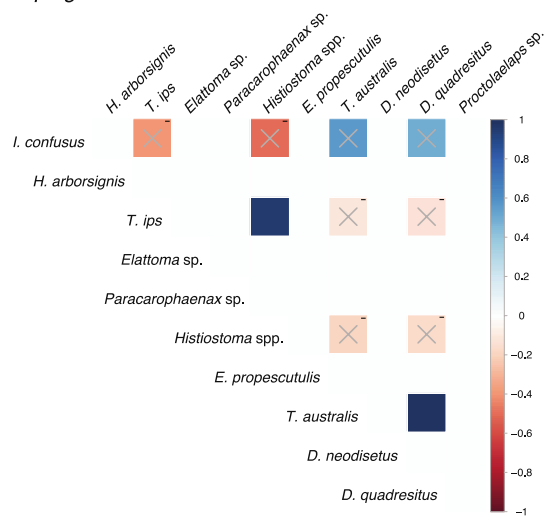 H. arborsignis
T. ips
Elattoma sp.
Paracarophaenax sp.
Histiostoma spp.
E. propescutulis
T. australis
D. neodisetus
D. quadresitus
Proctolaelaps sp.
I. confusus
H. arborsignis
T. ips
Elattoma sp.
Paracarophaenax sp.
Histiostoma spp.
E. propescutulis
T. australis
D. neodisetus
D. quadresitus
1
0.8
0.6
0.4
0.2
0
−0.2
−0.4
−0.6
−0.8
−1